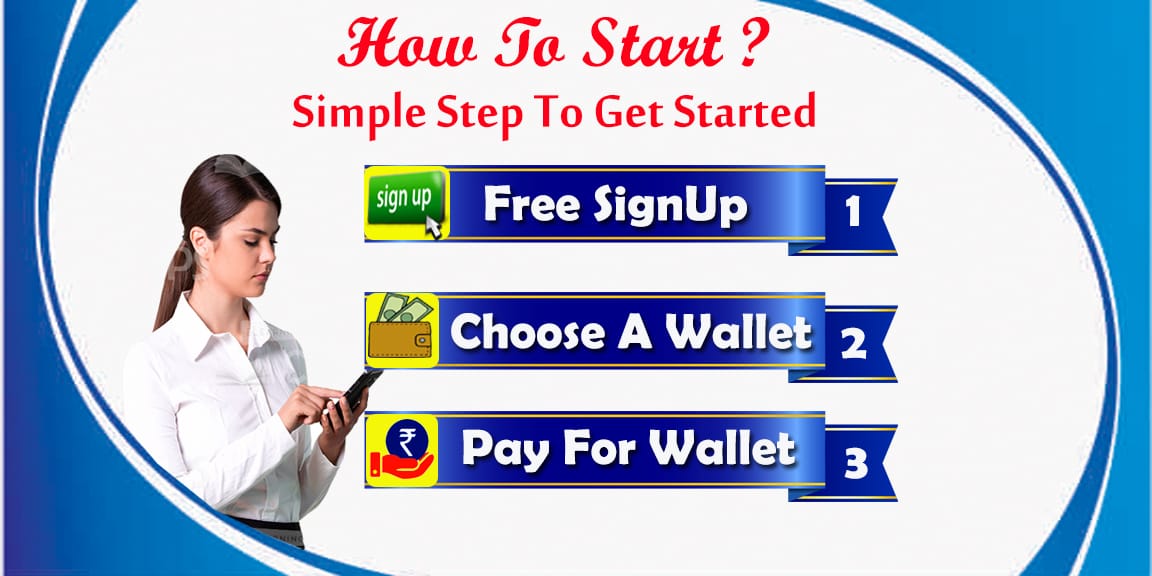 How To Start ?
Simple Step To Get Started
sign up
Free SignUp
1
Choose A Wallet
2
₹
Pay For Wallet
3